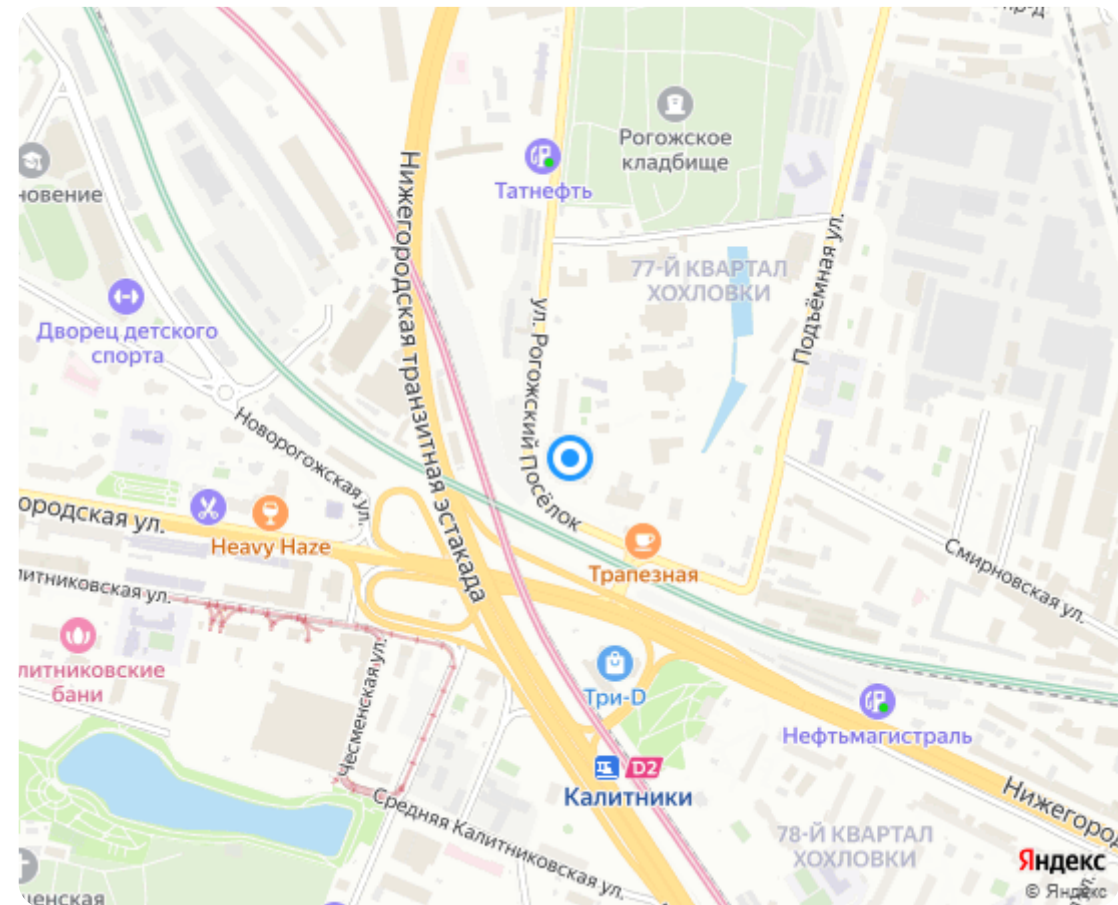 Рогожское
кладбище
Татнефть
новение
Нижегородская транзитная эстакада
77-Й КВАРТАЛ
ХОХЛОВКИ
Подъёмная ул.
ул. Рогожский посёлок
Дворец детского
спорта
Новорогожская ул.
ородская ул.
Heavy Haze
Трапезная
Смирновская ул.
литниковская ул.
литниковские
бани
Чесменская ул.
Три-D
Нефтьмагистраль
D2
Калитники
Средняя Калитниковская ул.
Нижегород
78-Й КВАРТАЛ
ХОХЛОВКИ
Яндекс
© Яндекс
ценская